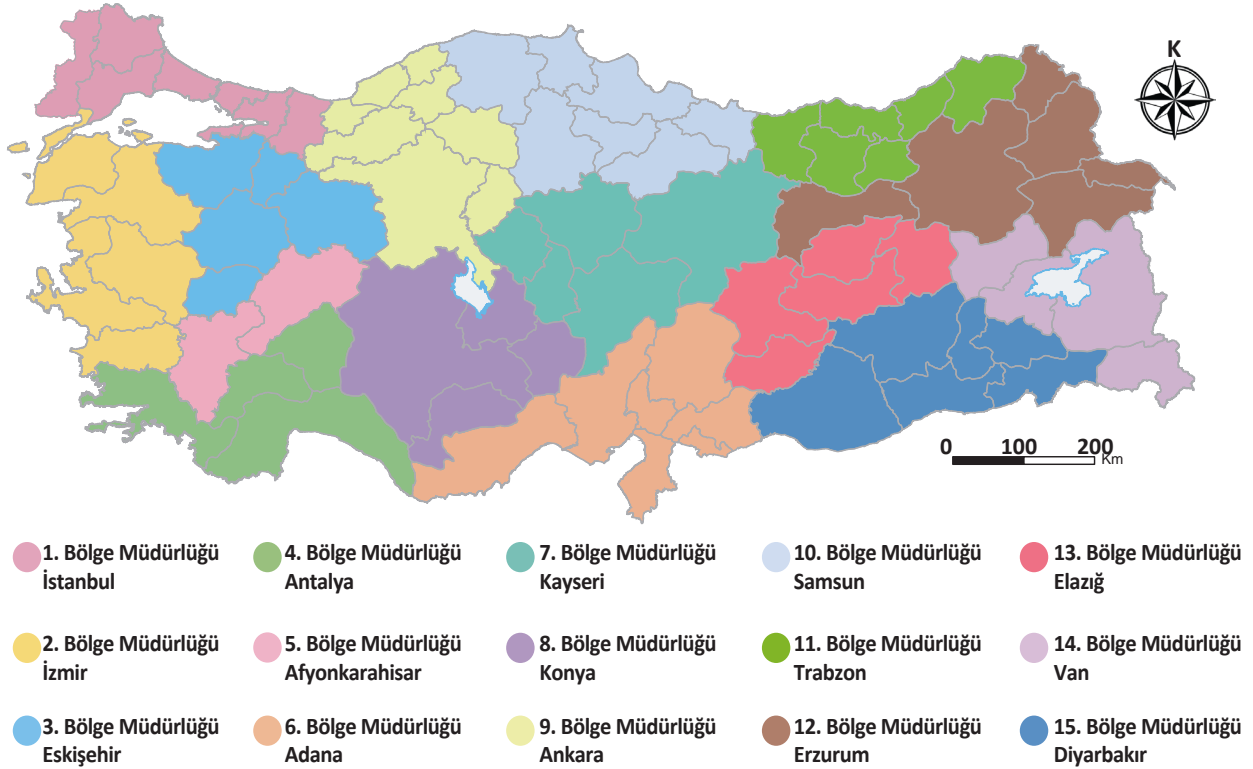 K
0 100 200
Km
1. Bölge Müdürlüğü
İstanbul
4. Bölge Müdürlüğü
Antalya
7. Bölge Müdürlüğü
Kayseri
10. Bölge Müdürlüğü
Samsun
13. Bölge Müdürlüğü
Elazığ
2. Bölge Müdürlüğü
İzmir
5. Bölge Müdürlüğü
Afyonkarahisar
8. Bölge Müdürlüğü
Konya
11. Bölge Müdürlüğü
Trabzon
14. Bölge Müdürlüğü
Van
3. Bölge Müdürlüğü
Eskişehir
6. Bölge Müdürlüğü
Adana
9. Bölge Müdürlüğü
Ankara
12. Bölge Müdürlüğü
Erzurum
15. Bölge Müdürlüğü
Diyarbakır